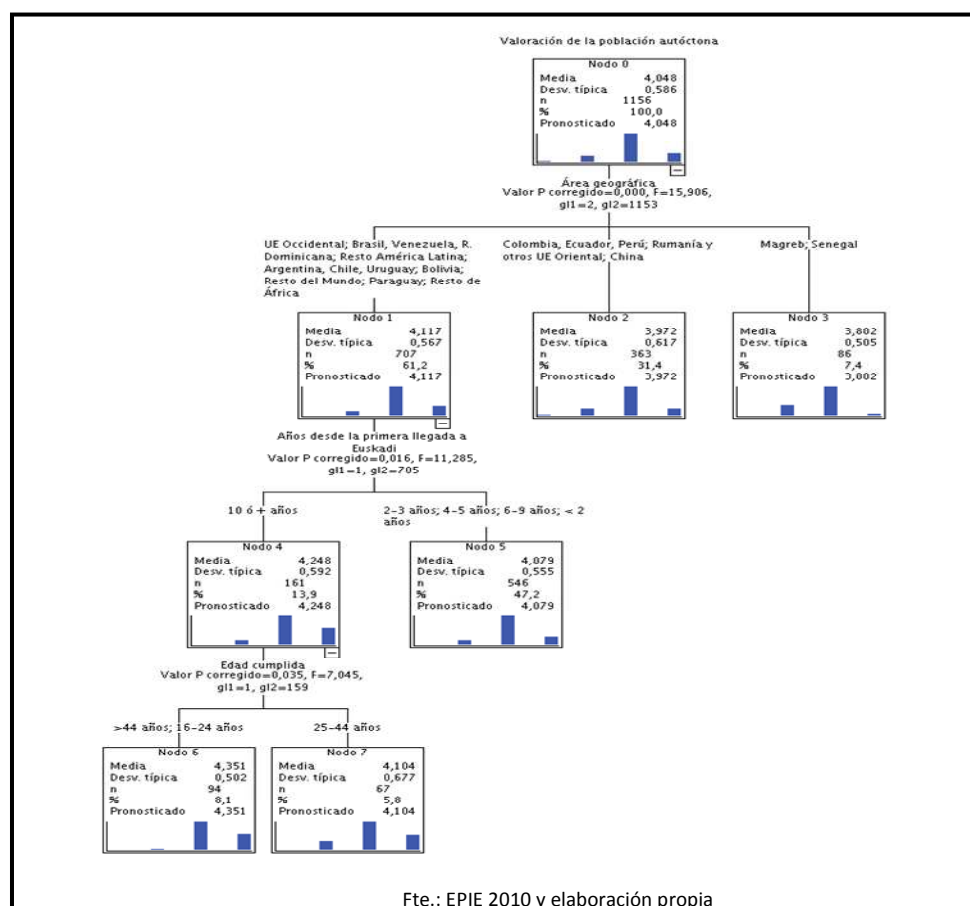 Valoración de la población autóctona
Nodo 0
Media 4,048
Desv. típica 0,586
n 1156
% 100,0
Pronosticado 4,048
Área geográfica
Valor P corregido=0,000, F=15,906,
gl1=2, gl2=1153
UE Occidental; Brasil, Venezuela, R.
Dominicana; Resto América Latina;
Argentina, Chile, Uruguay; Bolivia;
Resto del Mundo; Paraguay; Resto de
África
Colombia, Ecuador, Perú; Rumanía y
otros UE Oriental; China
Magreb; Senegal
Nodo 1
Media 4,117
Desv. típica 0,567
n 707
% 61,2
Pronosticado 4,117
Nodo 2
Media 3,972
Desv. típica 0,617
n 363
% 31,4
Pronosticado 3,972
Nodo 3
Media 3,802
Desv. típica 0,505
n 86
% 7,4
Pronosticado 3,802
Años desde la primera llegada a
Euskadi
Valor P corregido=0,016, F=11,285,
gl1=1, gl2=705
10 ó + años
2-3 años; 4-5 años; 6-9 años; < 2
años
Nodo 4
Media 4,248
Desv. típica 0,592
n 161
% 13,9
Pronosticado 4,248
Nodo 5
Media 4,079
Desv. típica 0,555
n 546
% 47,2
Pronosticado 4,079
Edad cumplida
Valor P corregido=0,035, F=7,045,
gl1=1, gl2=159
>44 años; 16-24 años
25-44 años
Nodo 6
Media 4,351
Desv. típica 0,502
n 94
% 8,1
Pronosticado 4,351
Nodo 7
Media 4,104
Desv. típica 0,677
n 67
% 5,8
Pronosticado 4,104
Fte.: EPIE 2010 y elaboración propia